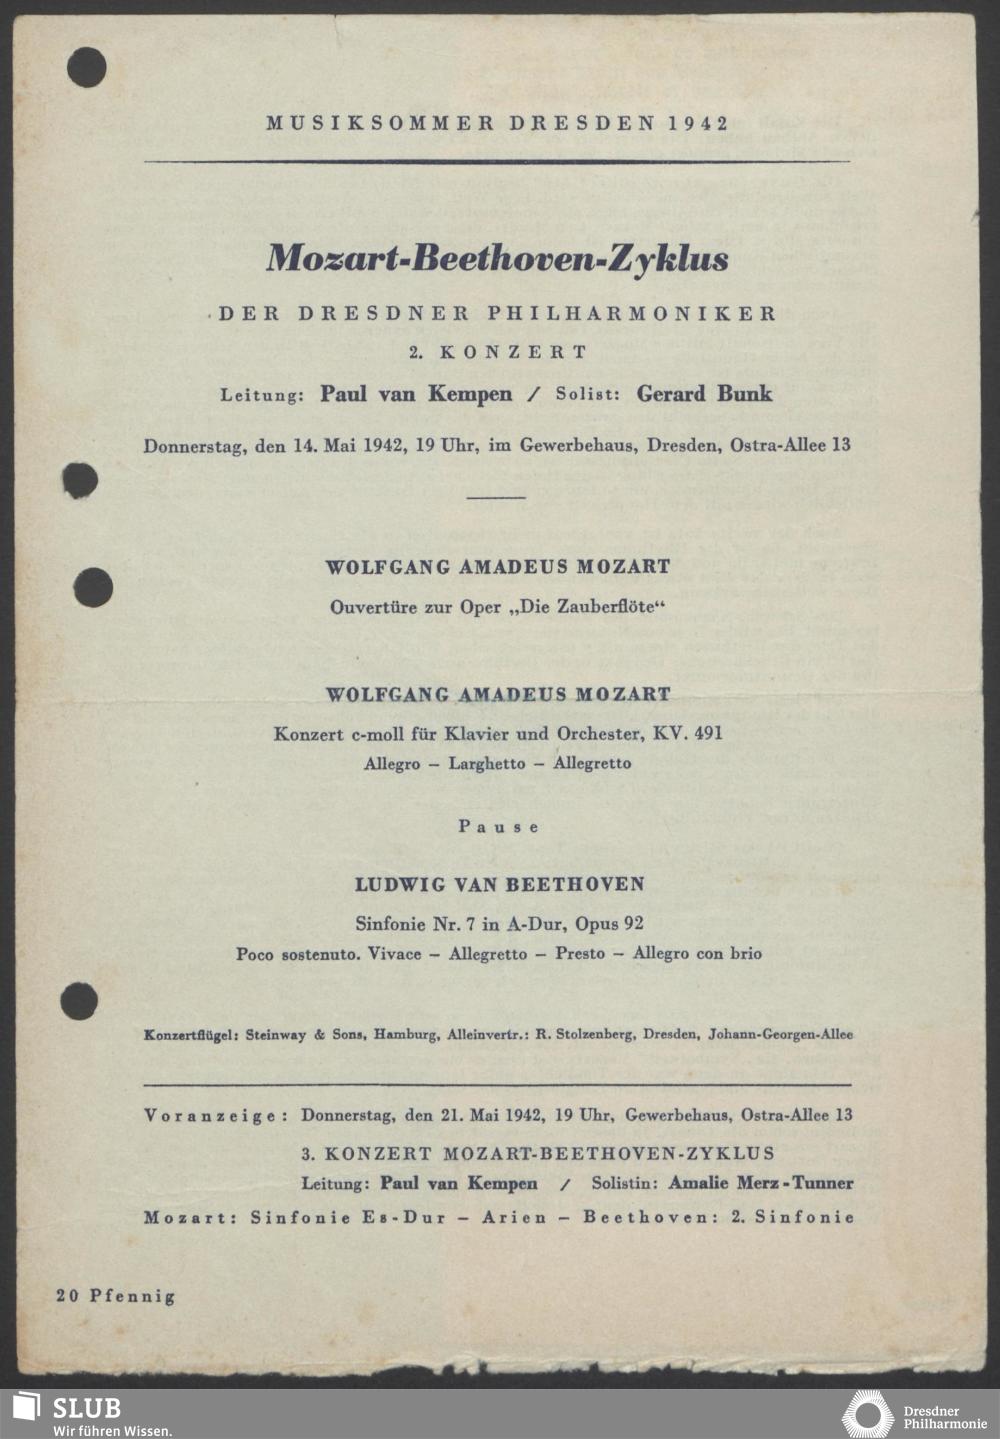 MUSIKSOMMER DRESDEN 1942
Mozart-Beethoven-Zyklus
DER DRESDNER PHILHARMONIKER
2. KONZERT
Leitung: Paul van Kempen / Solist: Gerard Bunk
Donnerstag, den 14. Mai 1942, 19 Uhr, im Gewerbehaus, Dresden, Ostra-Allee 13
WOLFGANG AMADEUS MOZART
Ouvertüre zur Oper „Die Zauberflöte“
WOLFGANG AMADEUS MOZART
Konzert c-moll für Klavier und Orchester, KV. 491
Allegro – Larghetto – Allegretto
Pause
LUDWIG VAN BEETHOVEN
Sinfonie Nr. 7 in A-Dur, Opus 92
Poco sostenuto. Vivace – Allegretto – Presto – Allegro con brio
Konzertflügel: Steinway & Sons, Hamburg, Alleinvertr.: R. Stolzenberg, Dresden, Johann-Georgen-Allee
Voranzeige: Donnerstag, den 21. Mai 1942, 19 Uhr, Gewerbehaus, Ostra-Allee 13
3. KONZERT MOZART-BEETHOVEN-ZYKLUS
Leitung: Paul van Kempen / Solistin: Amalie Merz-Tunner
Mozart: Sinfonie Es-Dur – Arien – Beethoven: 2. Sinfonie
20 Pfennig
SLUB
Wir führen Wissen.
Dresdner
Philharmonie